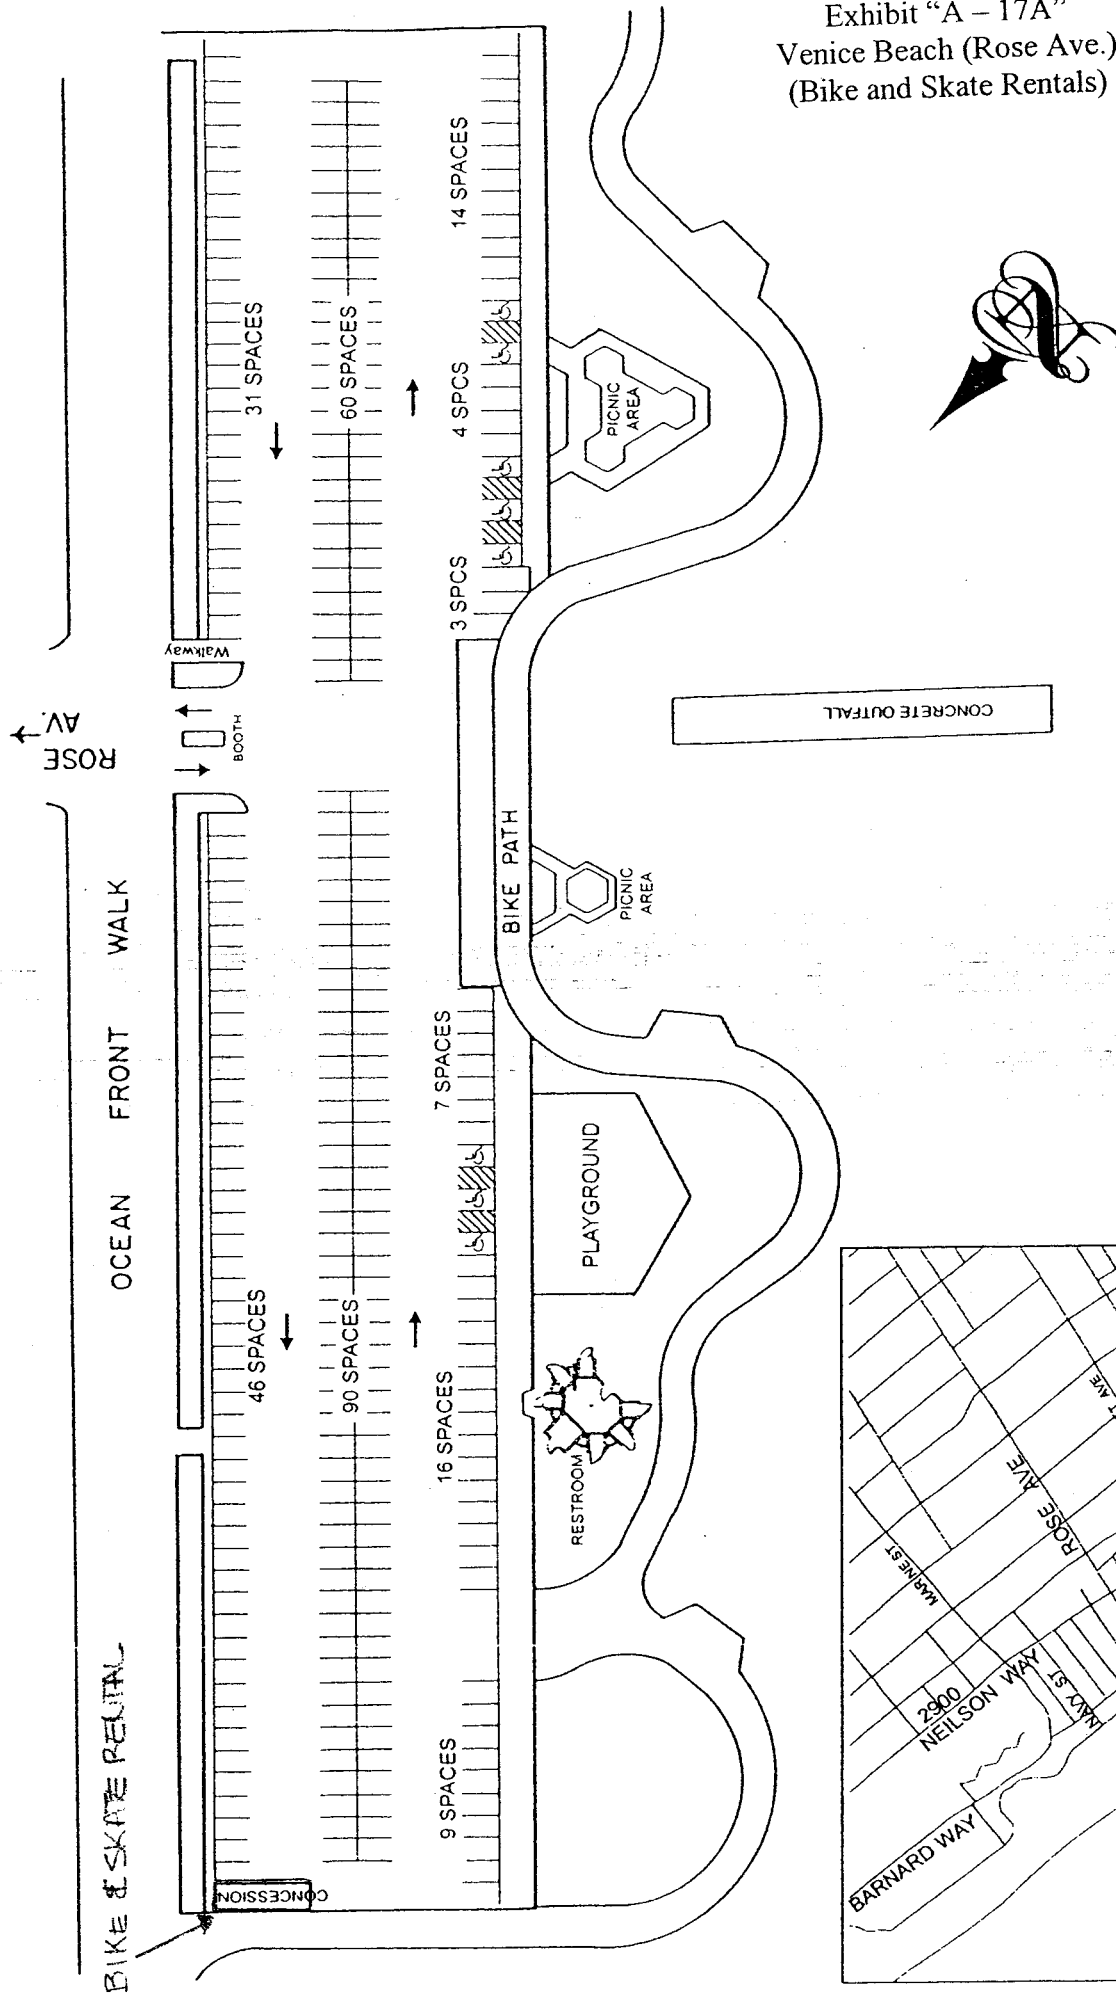 Exhibit “A – 17A”
Venice Beach (Rose Ave.)
(Bike and Skate Rentals)
ROSE
AV.
OCEAN FRONT WALK
BIKE & SKATE RENTAL
Walkway
BOOTH
31 SPACES
60 SPACES
14 SPACES
4 SPCS
3 SPCS
PICNIC
AREA
CONCRETE OUTFALL
BIKE PATH
PICNIC
AREA
7 SPACES
PLAYGROUND
46 SPACES
90 SPACES
16 SPACES
RESTROOM
9 SPACES
CONCESSION
ROSE AVE
MARINE ST
AVE
2900
NEILSON WAY
NAVY ST
BARNARD WAY